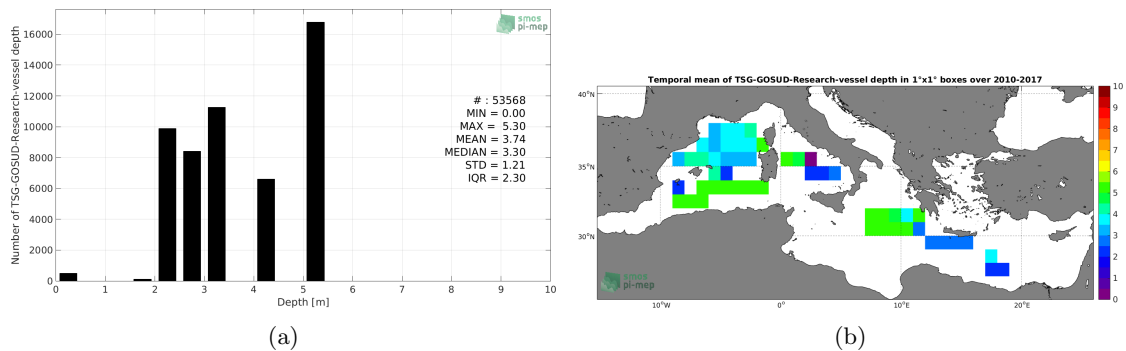 smos
pi-mep
Number of TSG-GOSUD-Research-vessel depth
16000
14000
12000
10000
8000
6000
4000
2000
0
# : 53568
MIN = 0.00
MAX = 5.30
MEAN = 3.74
MEDIAN = 3.30
STD = 1.21
IQR = 2.30
0 1 2 3 4 5 6 7 8 9 10
Depth [m]
(a)
Temporal mean of TSG-GOSUD-Research-vessel depth in 1°x1° boxes over 2010-2017
40°N
35°N
30°N
10°W 0° 10°E 20°E
smos
pi-mep
10
9
8
7
6
5
4
3
2
1
0
(b)